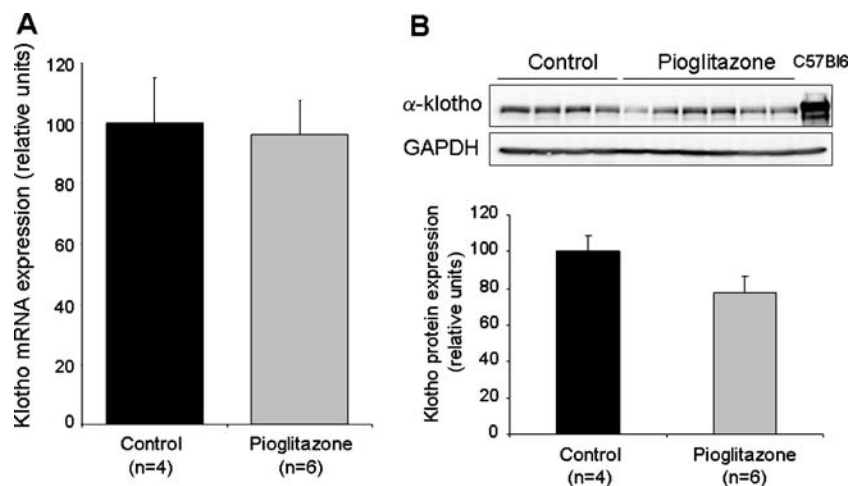 A
Klotho mRNA expression (relative units)
120
100
80
60
40
20
0
Control
(n=4)
Pioglitazone
(n=6)
B
Control Pioglitazone C57Bl6
α-klotho
GAPDH
Klotho protein expression
(relative units)
120
100
80
60
40
20
0
Control
(n=4)
Pioglitazone
(n=6)